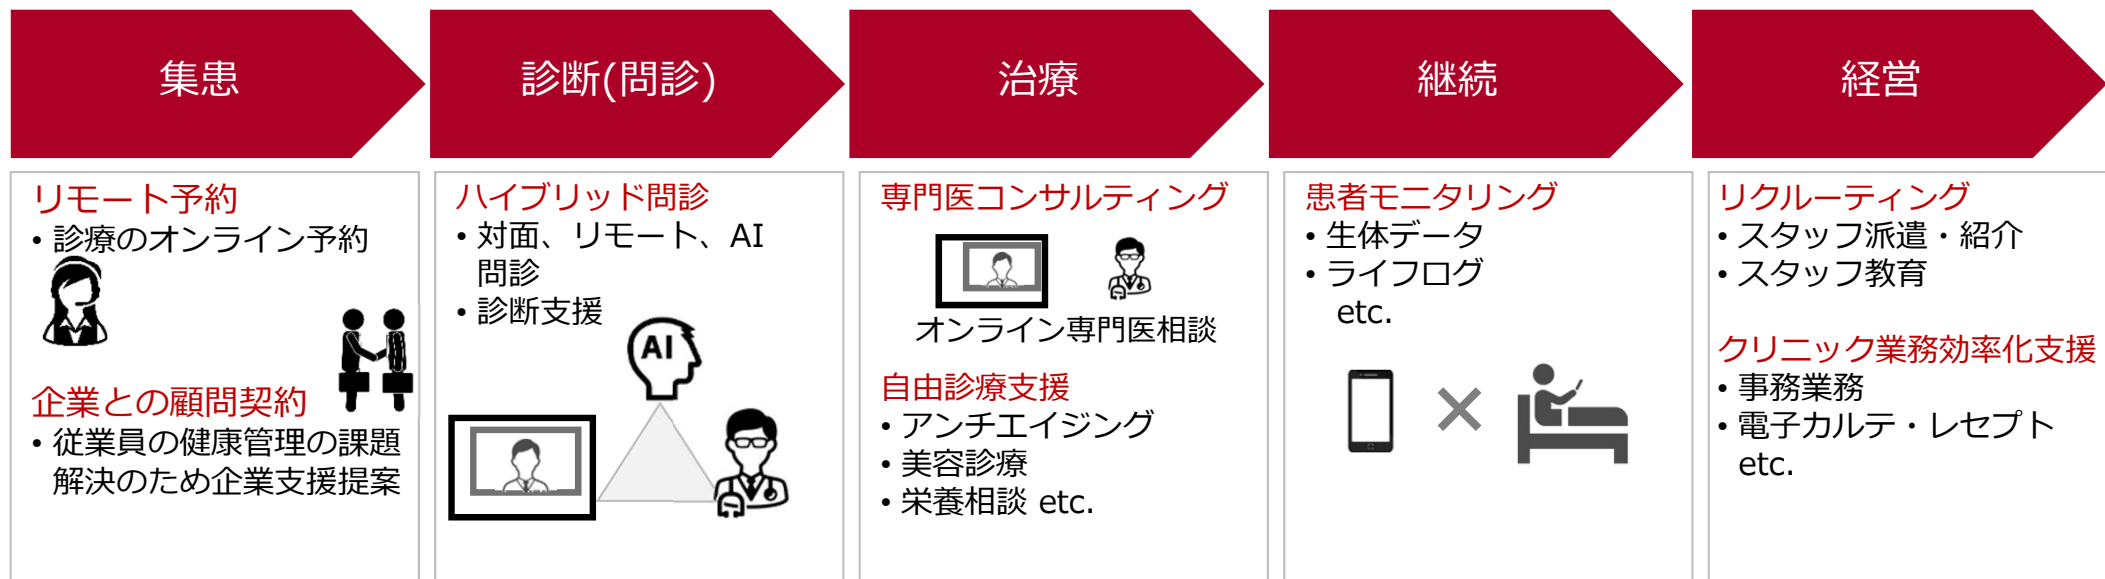 集患
診断(問診)
治療
継続
経営
リモート予約
• 診療のオンライン予約
企業との顧問契約
• 従業員の健康管理の課題
解決のため企業支援提案
ハイブリッド問診
• 対面、リモート、AI
問診
• 診断支援
AI
専門医コンサルティング
オンライン専門医相談
自由診療支援
• アンチエイジング
• 美容診療
• 栄養相談 etc.
患者モニタリング
• 生体データ
• ライフログ
etc.
リクルーティング
• スタッフ派遣・紹介
• スタッフ教育
クリニック業務効率化支援
• 事務業務
• 電子カルテ・レセプト
etc.